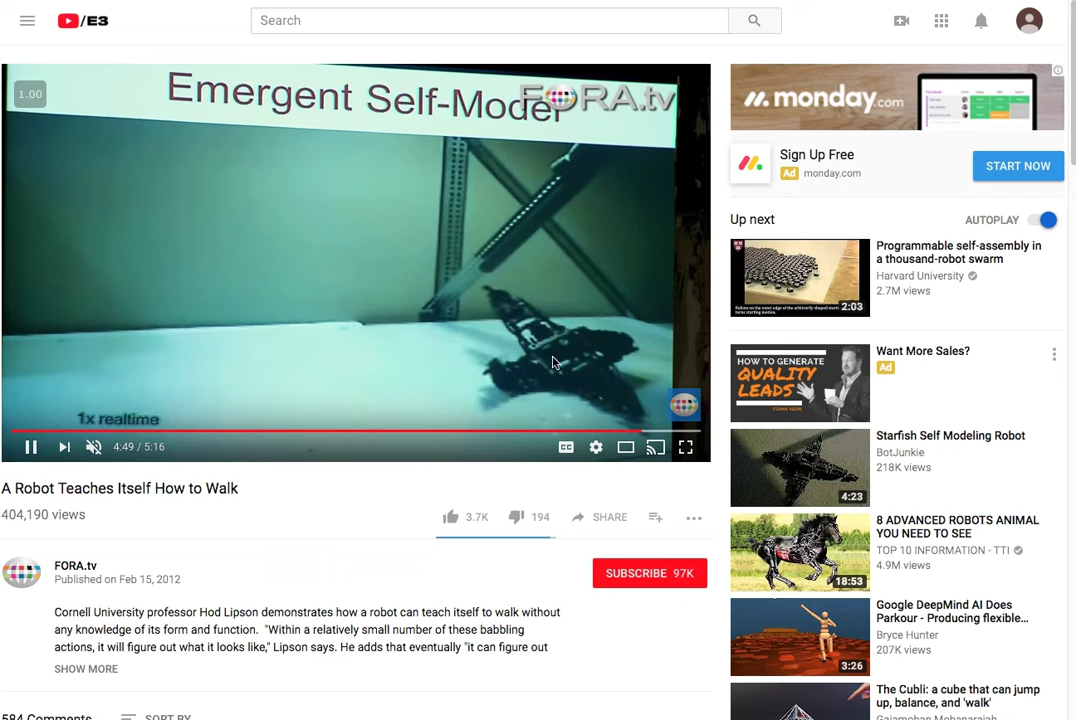 /E3
Search
1.00
Emergent Self-Model
FORA.tv
1x realtime
4:49 / 5:16
CC
A Robot Teaches Itself How to Walk
404,190 views
3.7K
194
SHARE
FORA.tv
Published on Feb 15, 2012
SUBSCRIBE 97K
Cornell University professor Hod Lipson demonstrates how a robot can teach itself to walk without
any knowledge of its form and function. "Within a relatively small number of these babbling
actions, it will figure out what it looks like," Lipson says. He adds that eventually "it can figure out
SHOW MORE
584 Comments
SORT BY
monday.com
Sign Up Free
Ad monday.com
START NOW
Up next
AUTOPLAY
2:03
Programmable self-assembly in
a thousand-robot swarm
Harvard University
2.7M views
HOW TO GENERATE
QUALITY
LEADS
FRANK KERN
Want More Sales?
Ad
4:23
Starfish Self Modeling Robot
BotJunkie
218K views
18:53
8 ADVANCED ROBOTS ANIMAL
YOU NEED TO SEE
TOP 10 INFORMATION - TTI
4.9M views
3:26
Google DeepMind AI Does
Parkour - Producing flexible...
Bryce Hunter
207K views
The Cubli: a cube that can jump
up, balance, and 'walk'
Gajamohan Mohanarajah